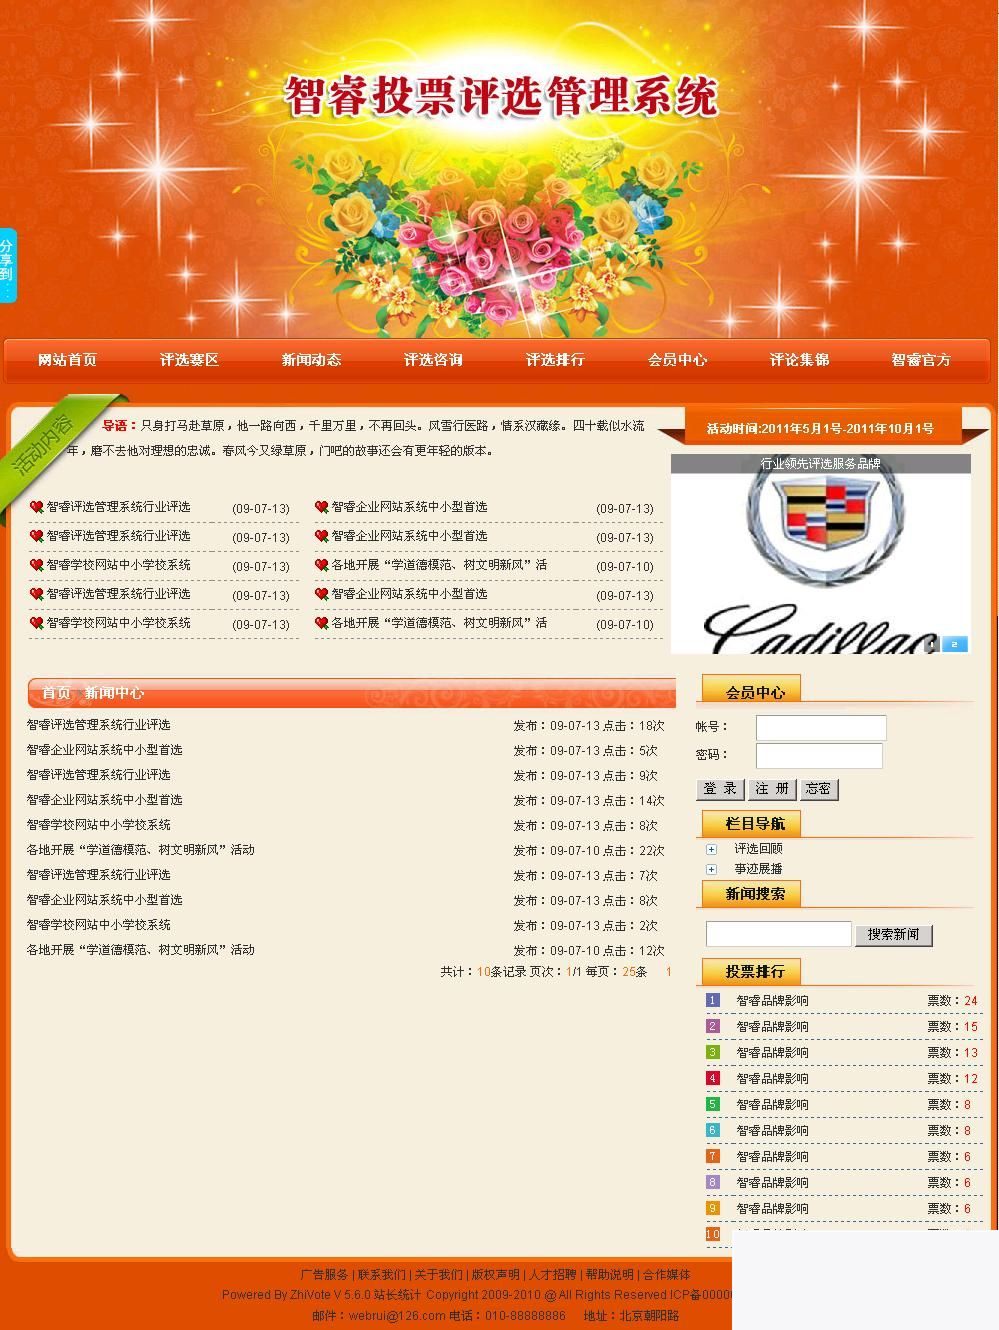 智睿投票评选管理系统
分享到
网站首页 评选赛区 新闻动态 评选咨询 评选排行 会员中心 评论集锦 智睿官方
活动内容
导语：只身打马赴草原，他一路向西，千里万里，不再回头。风雪行医路，情系汉藏缘。四十载似水流
年，磨不去他对理想的忠诚。春风今又绿草原，门吧的故事还会有更年轻的版本。
活动时间:2011年5月1号-2011年10月1号
行业领先评选服务品牌
Cadillac
1 2
智睿评选管理系统行业评选 (09-07-13) 智睿企业网站系统中小型首选 (09-07-13)
智睿评选管理系统行业评选 (09-07-13) 智睿企业网站系统中小型首选 (09-07-13)
智睿学校网站中小学校系统 (09-07-13) 各地开展“学道德模范、树文明新风”活 (09-07-10)
智睿评选管理系统行业评选 (09-07-13) 智睿企业网站系统中小型首选 (09-07-13)
智睿学校网站中小学校系统 (09-07-13) 各地开展“学道德模范、树文明新风”活 (09-07-10)
首页 新闻中心
智睿评选管理系统行业评选 发布：09-07-13 点击：18次
智睿企业网站系统中小型首选 发布：09-07-13 点击：5次
智睿评选管理系统行业评选 发布：09-07-13 点击：9次
智睿企业网站系统中小型首选 发布：09-07-13 点击：14次
智睿学校网站中小学校系统 发布：09-07-13 点击：8次
各地开展“学道德模范、树文明新风”活动 发布：09-07-10 点击：22次
智睿评选管理系统行业评选 发布：09-07-13 点击：7次
智睿企业网站系统中小型首选 发布：09-07-13 点击：8次
智睿学校网站中小学校系统 发布：09-07-13 点击：2次
各地开展“学道德模范、树文明新风”活动 发布：09-07-10 点击：12次
共计：10条记录 页次：1/1 每页：25条 1
会员中心
帐号：
密码：
登 录 注 册 忘密
栏目导航
评选回顾
事迹展播
新闻搜索
搜索新闻
投票排行
1 智睿品牌影响 票数：24
2 智睿品牌影响 票数：15
3 智睿品牌影响 票数：13
4 智睿品牌影响 票数：12
5 智睿品牌影响 票数：8
6 智睿品牌影响 票数：8
7 智睿品牌影响 票数：6
8 智睿品牌影响 票数：6
9 智睿品牌影响 票数：6
10
广告服务 | 联系我们 | 关于我们 | 版权声明 | 人才招聘 | 帮助说明 | 合作媒体
Powered By ZhiVote V 5.6.0 站长统计 Copyright 2009-2010 @ All Rights Reserved ICP备0000
邮件：webrui@126.com 电话：010-88888886 地址：北京朝阳路